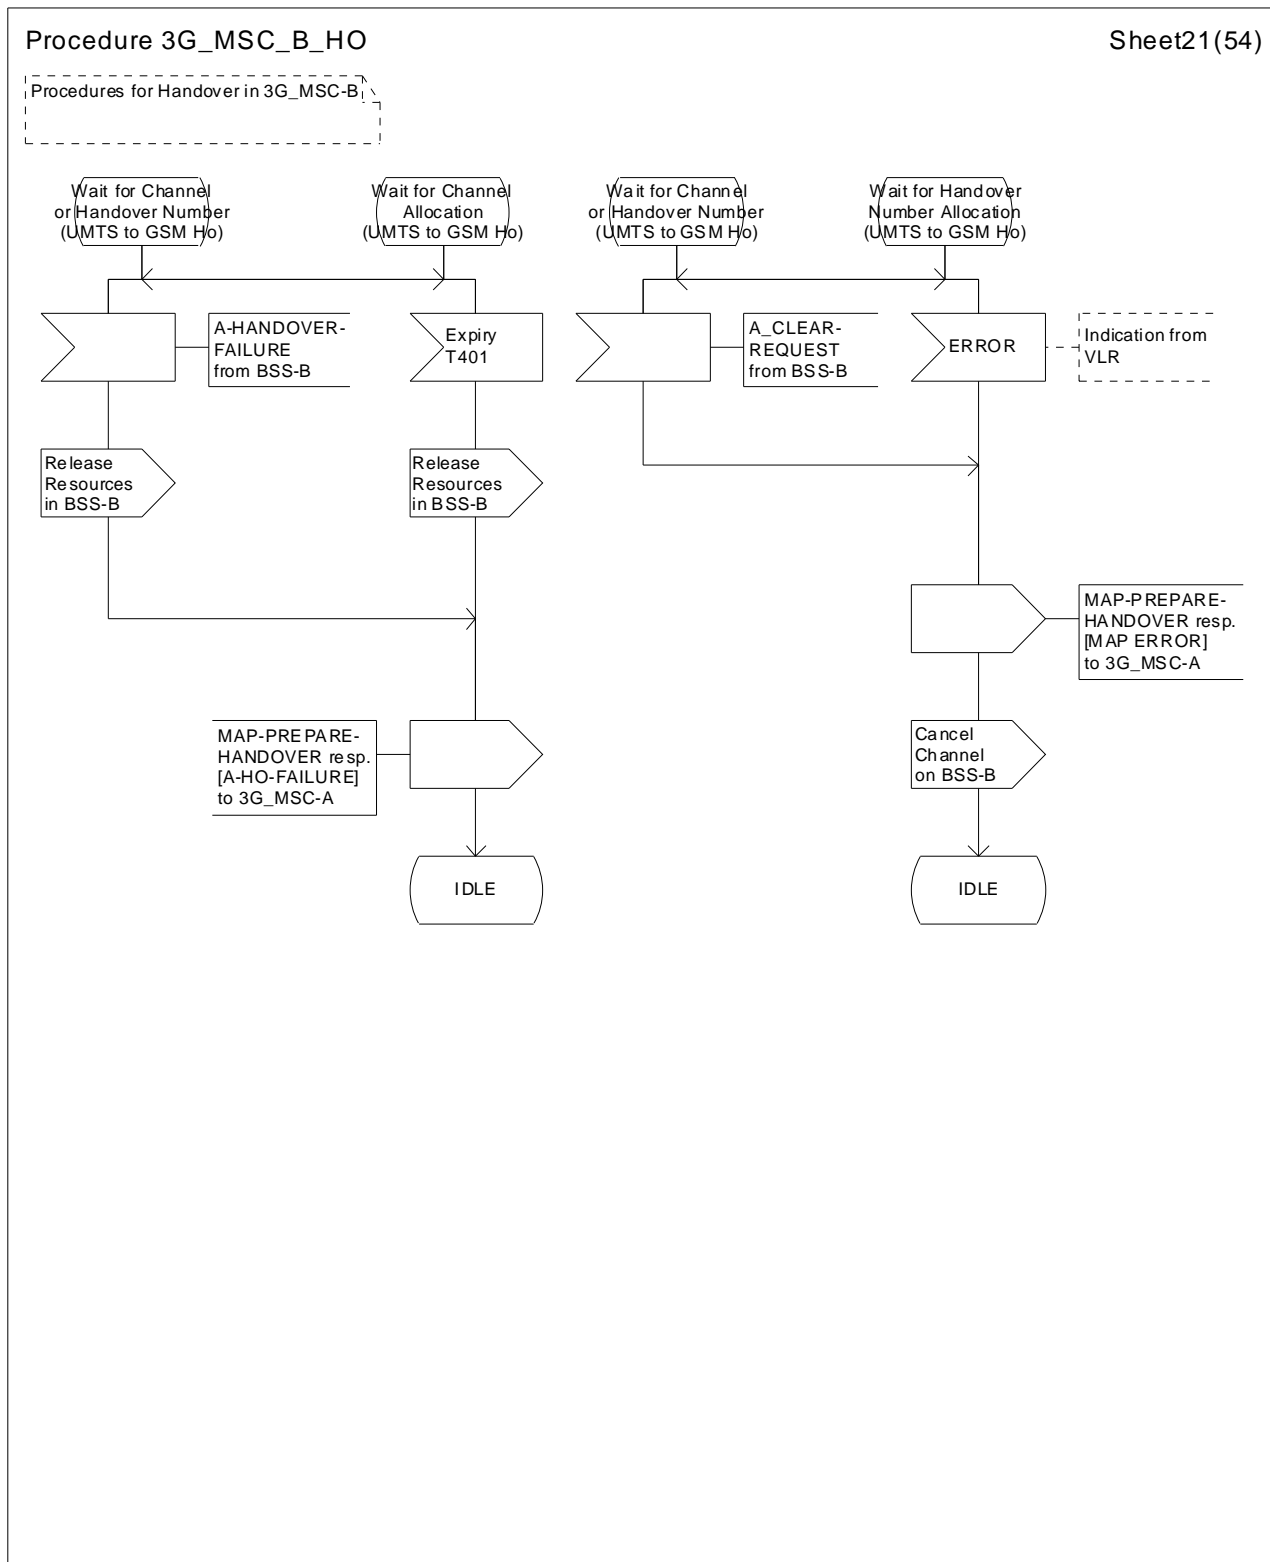 Procedure 3G_MSC_B_HO
Sheet21(54)
Procedures for Handover in 3G_MSC-B
Wait for Channel
or Handover Number
(UMTS to GSM Ho)
Wait for Channel
Allocation
(UMTS to GSM Ho)
Wait for Channel
or Handover Number
(UMTS to GSM Ho)
Wait for Handover
Number Allocation
(UMTS to GSM Ho)
A-HANDOVER-
FAILURE
from BSS-B
Expiry
T401
A_CLEAR-
REQUEST
from BSS-B
ERROR
Indication from
VLR
Release
Resources
in BSS-B
Release
Resources
in BSS-B
MAP-PREPARE-
HANDOVER resp.
[MAP ERROR]
to 3G_MSC-A
MAP-PREPARE-
HANDOVER resp.
[A-HO-FAILURE]
to 3G_MSC-A
Cancel
Channel
on BSS-B
IDLE
IDLE